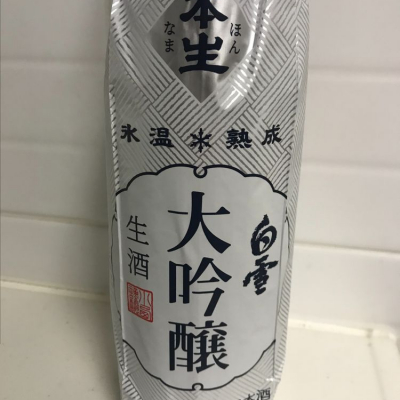 本生
ほん
なま
氷温 熟成
白雪
大吟醸
生酒